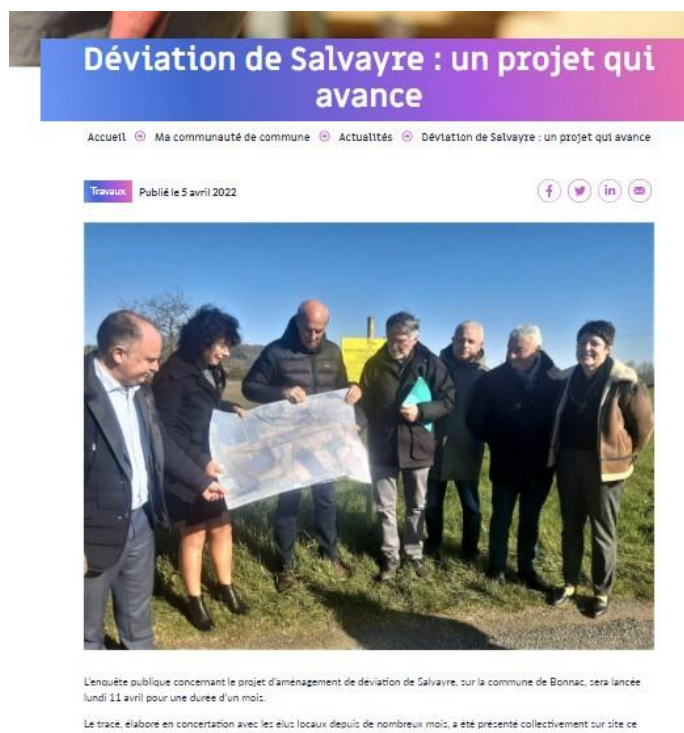 Déviation de Salvayre : un projet qui
avance
Accueil Ma communauté de commune Actualités Déviation de Salvayre : un projet qui avance
Travaux Publié le 5 avril 2022
L'enquête publique concernant le projet d'aménagement de déviation de Salvayre, sur la commune de Bonnac, sera lancée
lundi 11 avril pour une durée d'un mois.
Le tracé, élaboré en concertation avec les élus locaux depuis de nombreux mois, a été présenté collectivement sur site ce